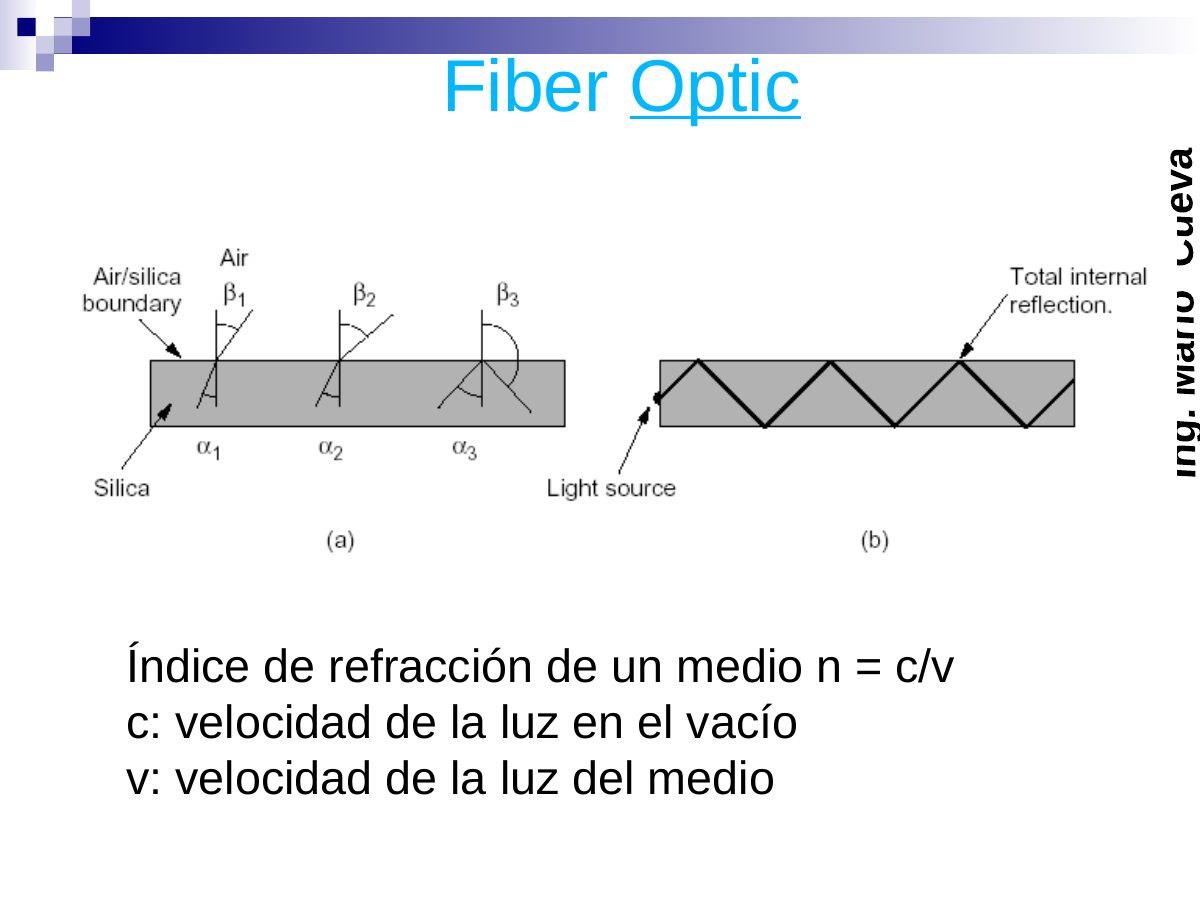 Fiber Optic
Ing. Mario Cueva
Air
Air/silica
boundary
β1
β2
β3
Total internal
reflection.
α1
α2
α3
Silica
Light source
(a)
(b)
Índice de refracción de un medio n = c/v
c: velocidad de la luz en el vacío
v: velocidad de la luz del medio